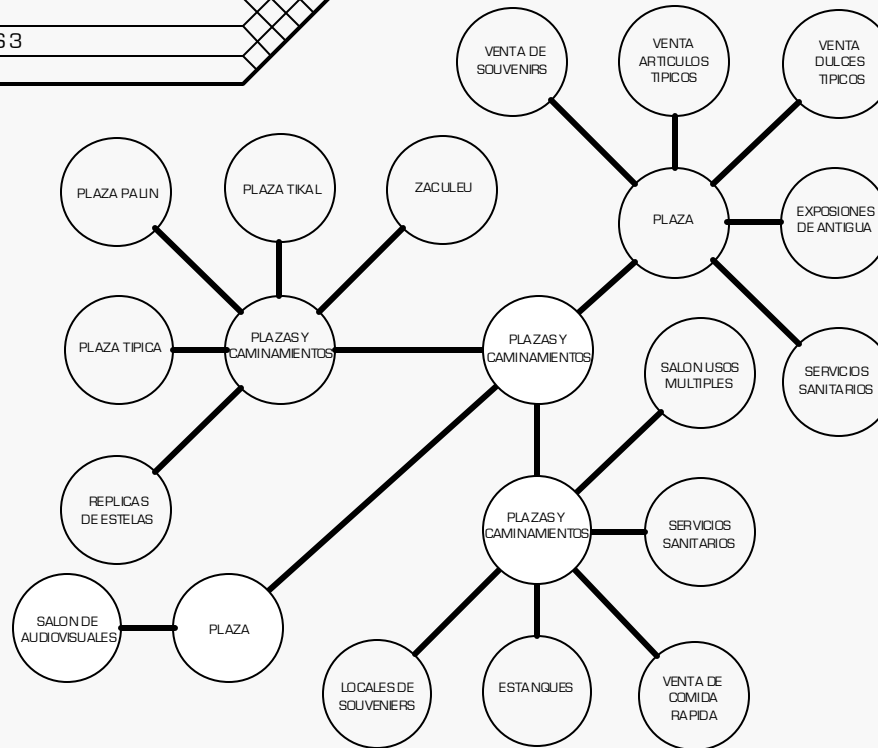 63
VENTA DE
SOUVENIRS
VENTA
ARTICULOS
TIPICOS
VENTA
DULCES
TIPICOS
PLAZA PALIN
PLAZA TIKAL
ZACULEU
PLAZA
EXPOSIONES
DE ANTIGUA
PLAZA TIPICA
PLAZAS Y
CAMINAMIENTOS
PLAZAS Y
CAMINAMIENTOS
SALON USOS
MULTIPLES
SERVICIOS
SANITARIOS
REPLICAS
DE ESTELAS
PLAZAS Y
CAMINAMIENTOS
SERVICIOS
SANITARIOS
SALON DE
AUDIOVISUALES
PLAZA
LOCALES DE
SOUVENIERS
ESTANQUES
VENTA DE
COMIDA
RAPIDA